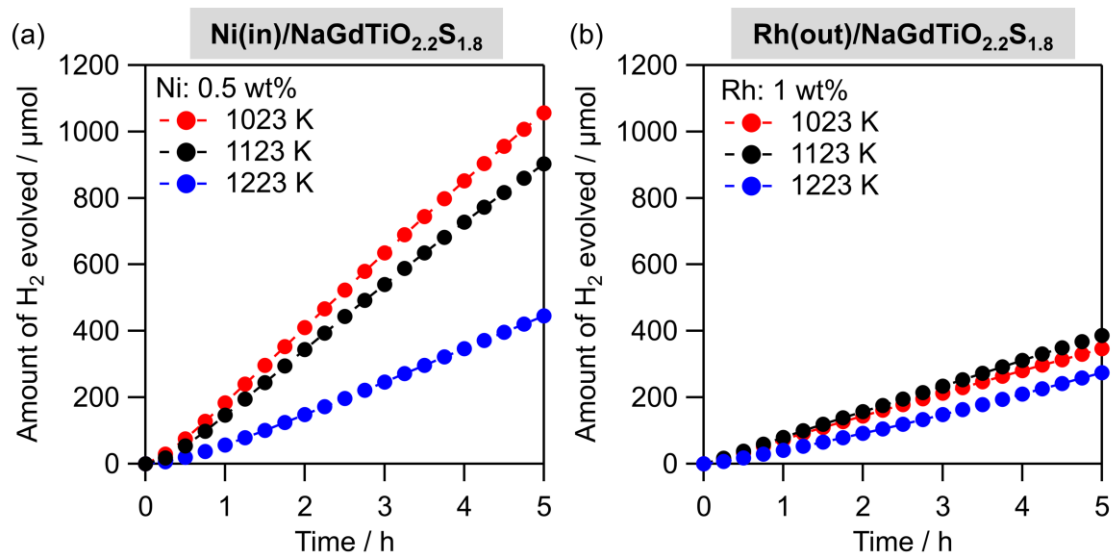 (a)
Ni(in)/NaGdTiO₂.₂S₁.₈
Amount of H₂ evolved / μmol
1200
1000
800
600
400
200
0
Ni: 0.5 wt%
1023 K
1123 K
1223 K
0 1 2 3 4 5
Time / h
(b)
Rh(out)/NaGdTiO₂.₂S₁.₈
Amount of H₂ evolved / μmol
1200
1000
800
600
400
200
0
Rh: 1 wt%
1023 K
1123 K
1223 K
0 1 2 3 4 5
Time / h